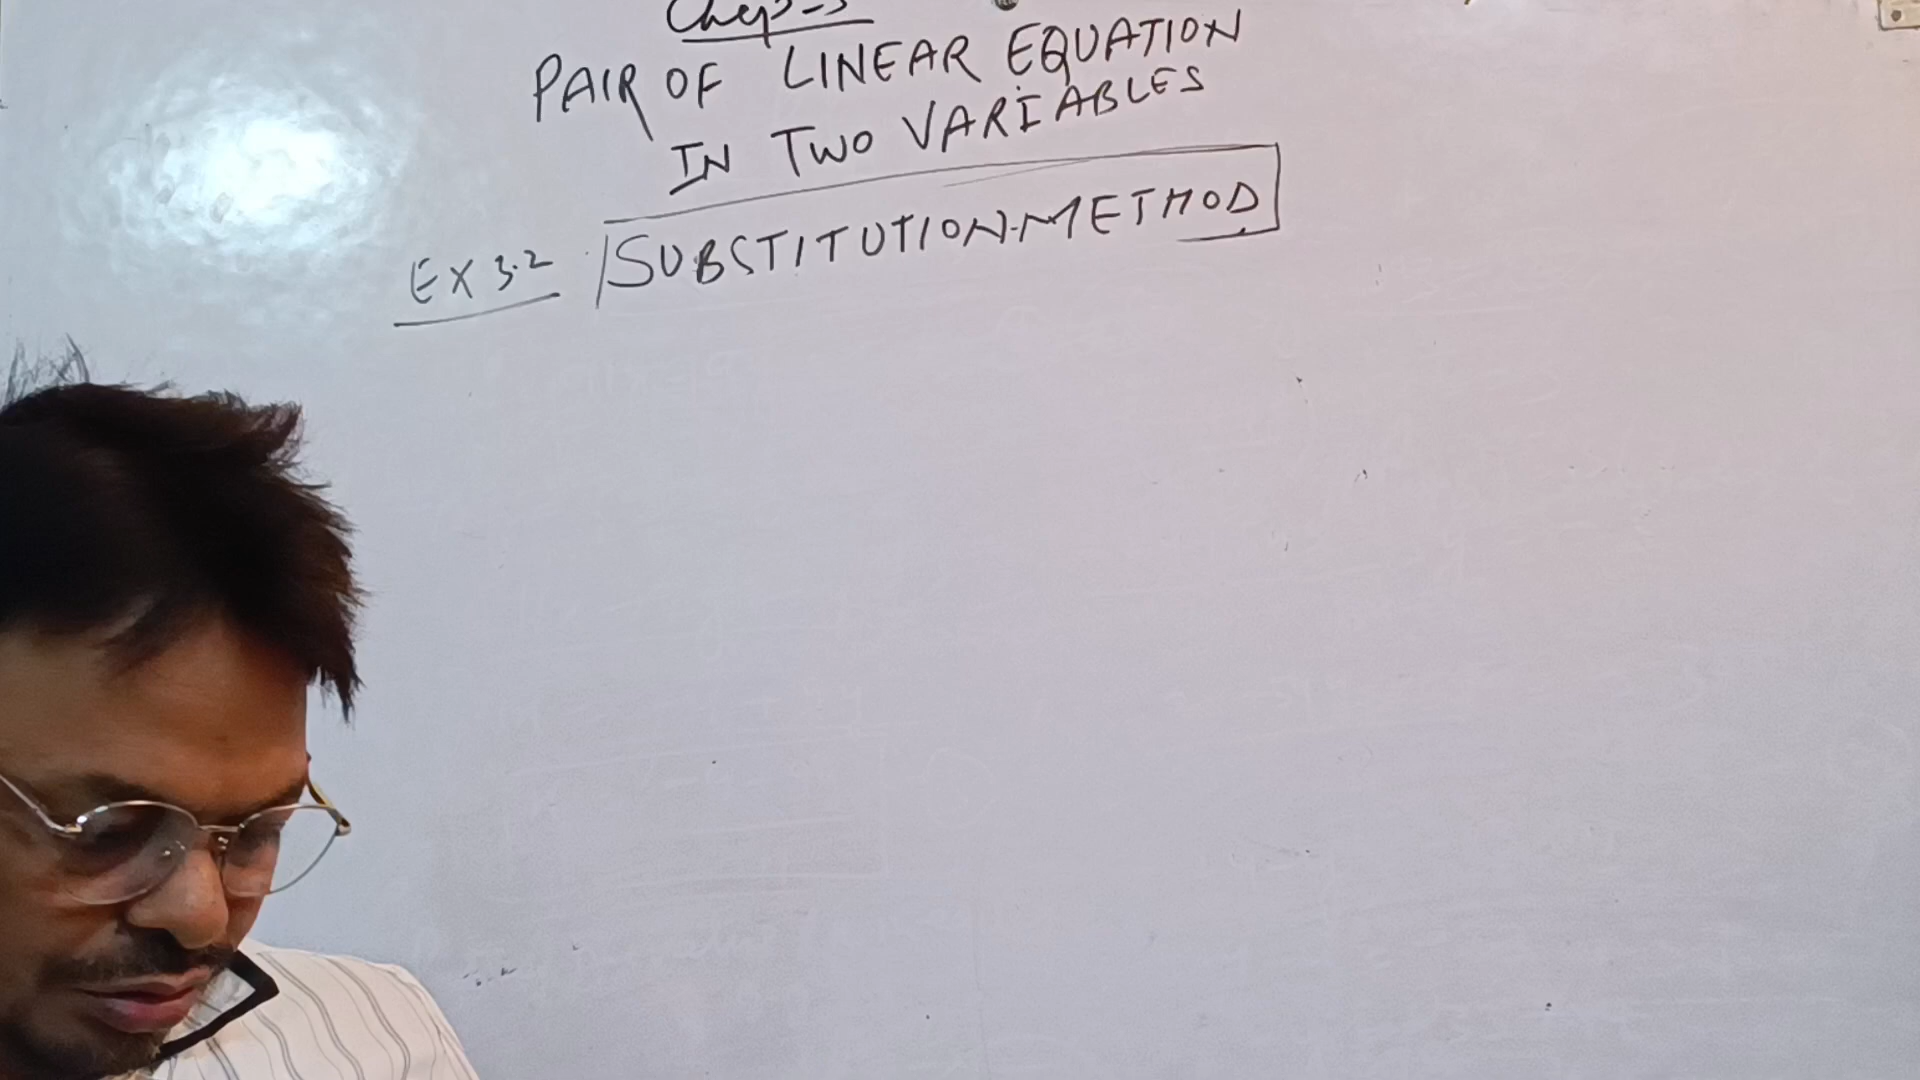 Chap-3
PAIR OF LINEAR EQUATION
IN TWO VARIABLES
EX 3.2 SUBSTITUTION-METHOD